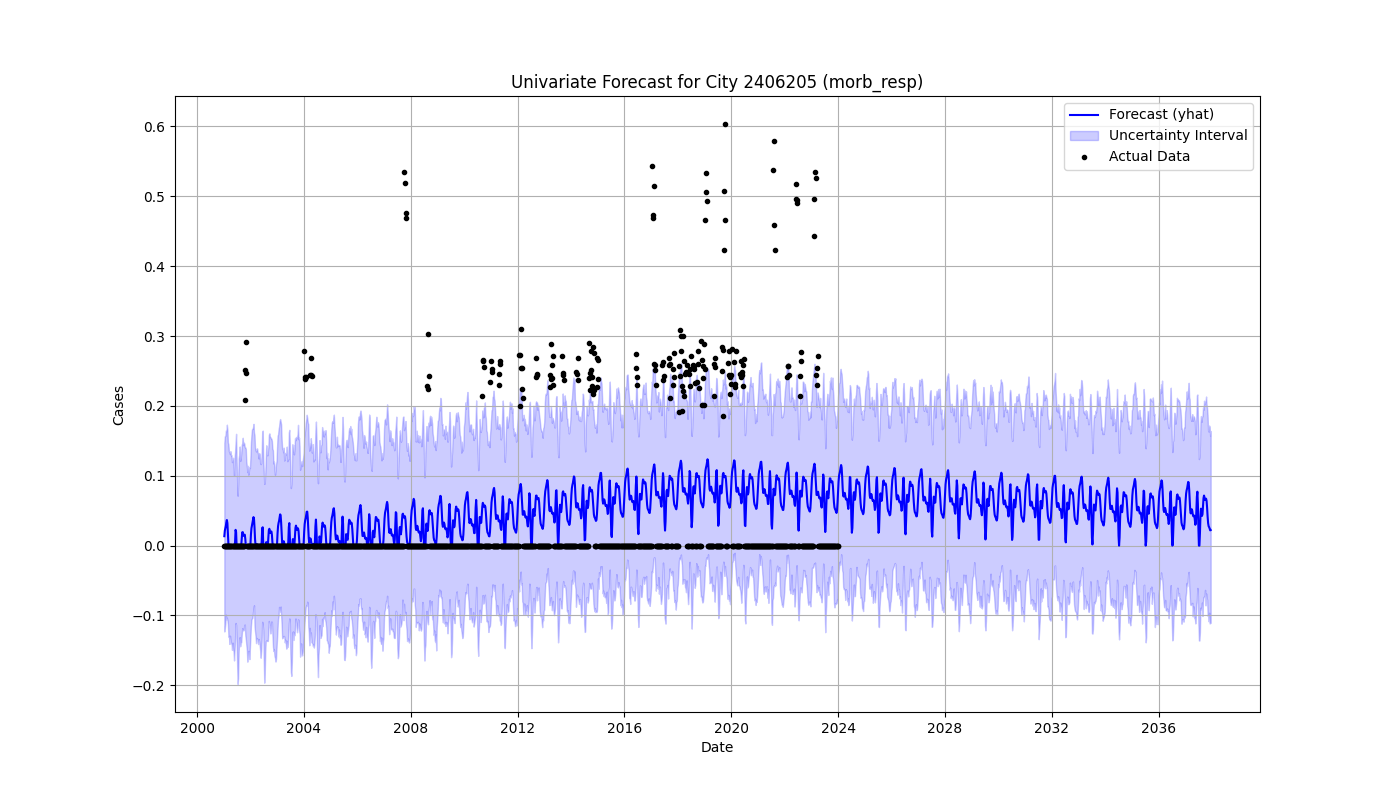 Univariate Forecast for City 2406205 (morb_resp)
Forecast (yhat)
Uncertainty Interval
Actual Data
Cases
0.6
0.5
0.4
0.3
0.2
0.1
0.0
−0.1
−0.2
2000 2004 2008 2012 2016 2020 2024 2028 2032 2036
Date